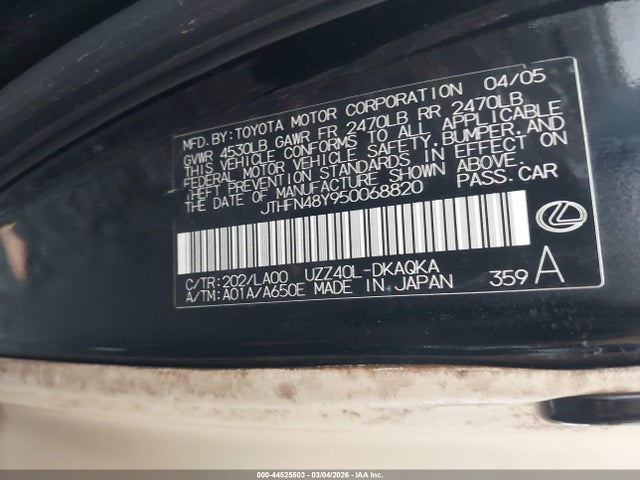 MFD. BY: TOYOTA MOTOR CORPORATION 04/05
GVWR 4530LB GAWR FR 2470LB RR 2470LB
THIS VEHICLE CONFORMS TO ALL APPLICABLE
FEDERAL MOTOR VEHICLE SAFETY, BUMPER, AND
THEFT PREVENTION STANDARDS IN EFFECT ON
THE DATE OF MANUFACTURE SHOWN ABOVE.
JTHFN48Y950068820 PASS. CAR
C/TR: 202/LA00 UZZ40L-DKAQKA
A/TM: A01A/A650E MADE IN JAPAN 359 A
000-44525503 - 03/04/2026 - IAA Inc.